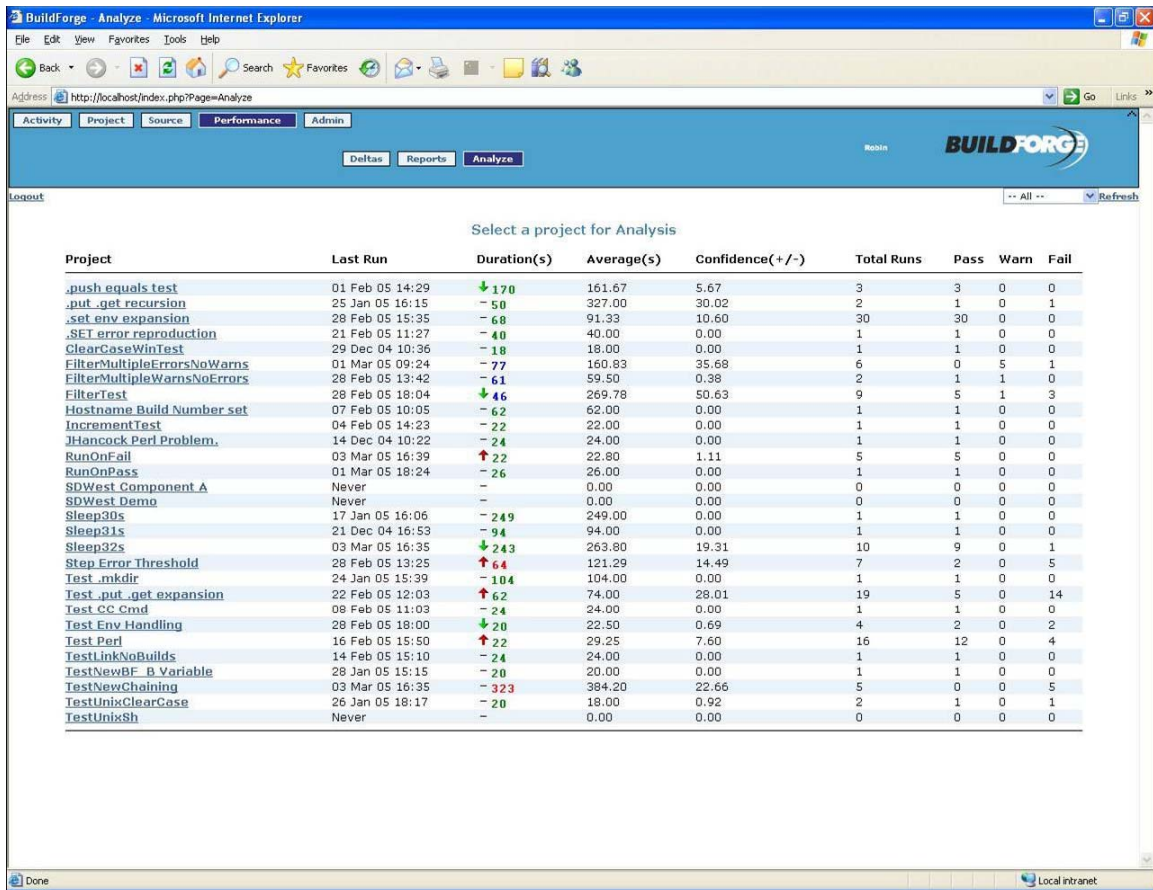 BuildForge - Analyze - Microsoft Internet Explorer
File Edit View Favorites Tools Help
Back Search Favorites
Address http://localhost/index.php?Page=Analyze Go Links »
Activity Project Source Performance Admin
Deltas Reports Analyze Robin BUILDFORGE
Logout -- All -- Refresh
Select a project for Analysis
Project Last Run Duration(s) Average(s) Confidence(+/-) Total Runs Pass Warn Fail
.push equals test 01 Feb 05 14:29 170 161.67 5.67 3 3 0 0
.put .get recursion 25 Jan 05 16:15 - 50 327.00 30.02 2 1 0 1
.set env expansion 28 Feb 05 15:35 - 68 91.33 10.60 30 30 0 0
.SET error reproduction 21 Feb 05 11:27 - 40 40.00 0.00 1 1 0 0
ClearCaseWinTest 29 Dec 04 10:36 - 18 18.00 0.00 1 1 0 0
FilterMultipleErrorsNoWarns 01 Mar 05 09:24 - 77 160.83 35.68 6 0 5 1
FilterMultipleWarnsNoErrors 28 Feb 05 13:42 - 61 59.50 0.38 2 1 1 0
FilterTest 28 Feb 05 18:04 46 269.78 50.63 9 5 1 3
Hostname Build Number set 07 Feb 05 10:05 - 62 62.00 0.00 1 1 0 0
IncrementTest 04 Feb 05 14:23 - 22 22.00 0.00 1 1 0 0
JHancock Perl Problem. 14 Dec 04 10:22 - 24 24.00 0.00 1 1 0 0
RunOnFail 03 Mar 05 16:39 22 22.80 1.11 5 5 0 0
RunOnPass 01 Mar 05 18:24 - 26 26.00 0.00 1 1 0 0
SDWest Component A Never - 0.00 0.00 0 0 0 0
SDWest Demo Never - 0.00 0.00 0 0 0 0
Sleep30s 17 Jan 05 16:06 - 249 249.00 0.00 1 1 0 0
Sleep31s 21 Dec 04 16:53 - 94 94.00 0.00 1 1 0 0
Sleep32s 03 Mar 05 16:35 243 263.80 19.31 10 9 0 1
Step Error Threshold 28 Feb 05 13:25 64 121.29 14.49 7 2 0 5
Test .mkdir 24 Jan 05 15:39 - 104 104.00 0.00 1 1 0 0
Test .put .get expansion 22 Feb 05 12:03 62 74.00 28.01 19 5 0 14
Test CC Cmd 08 Feb 05 11:03 - 24 24.00 0.00 1 1 0 0
Test Env Handling 28 Feb 05 18:00 20 22.50 0.69 4 2 0 2
Test Perl 16 Feb 05 15:50 22 29.25 7.60 16 12 0 4
TestLinkNoBuilds 14 Feb 05 15:10 - 24 24.00 0.00 1 1 0 0
TestNewBF_B Variable 28 Jan 05 15:15 - 20 20.00 0.00 1 1 0 0
TestNewChaining 03 Mar 05 16:35 - 323 384.20 22.66 5 0 0 5
TestUnixClearCase 26 Jan 05 18:17 - 20 18.00 0.92 2 1 0 1
TestUnixSh Never - 0.00 0.00 0 0 0 0
Done Local intranet